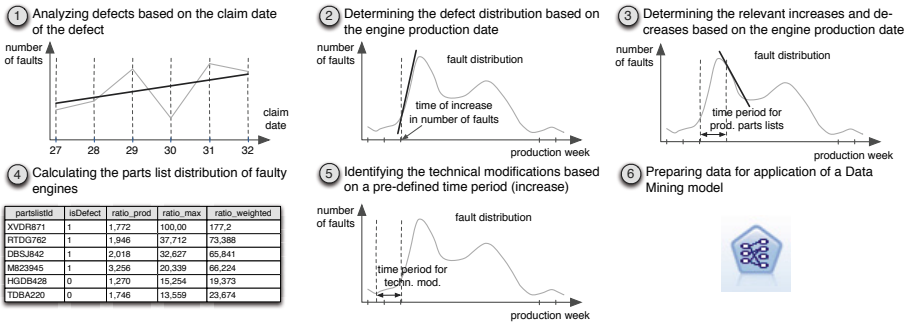 1 Analyzing defects based on the claim date
of the defect
number
of faults
claim
date
27 28 29 30 31 32
2 Determining the defect distribution based on
the engine production date
number
of faults
fault distribution
time of increase
in number of faults
production week
3 Determining the relevant increases and de-
creases based on the engine production date
number
of faults
fault distribution
time period for
prod. parts lists
production week
4 Calculating the parts list distribution of faulty
engines
partslistId isDefect ratio_prod ratio_max ratio_weighted
XVDR871 1 1,772 100,00 177,2
RTDG762 1 1,946 37,712 73,388
DBSJ842 1 2,018 32,627 65,841
M823945 1 3,256 20,339 66,224
HGDB428 0 1,270 15,254 19,373
TDBA220 0 1,746 13,559 23,674
5 Identifying the technical modifications based
on a pre-defined time period (increase)
number
of faults
fault distribution
time period for
techn. mod.
production week
6 Preparing data for application of a Data
Mining model